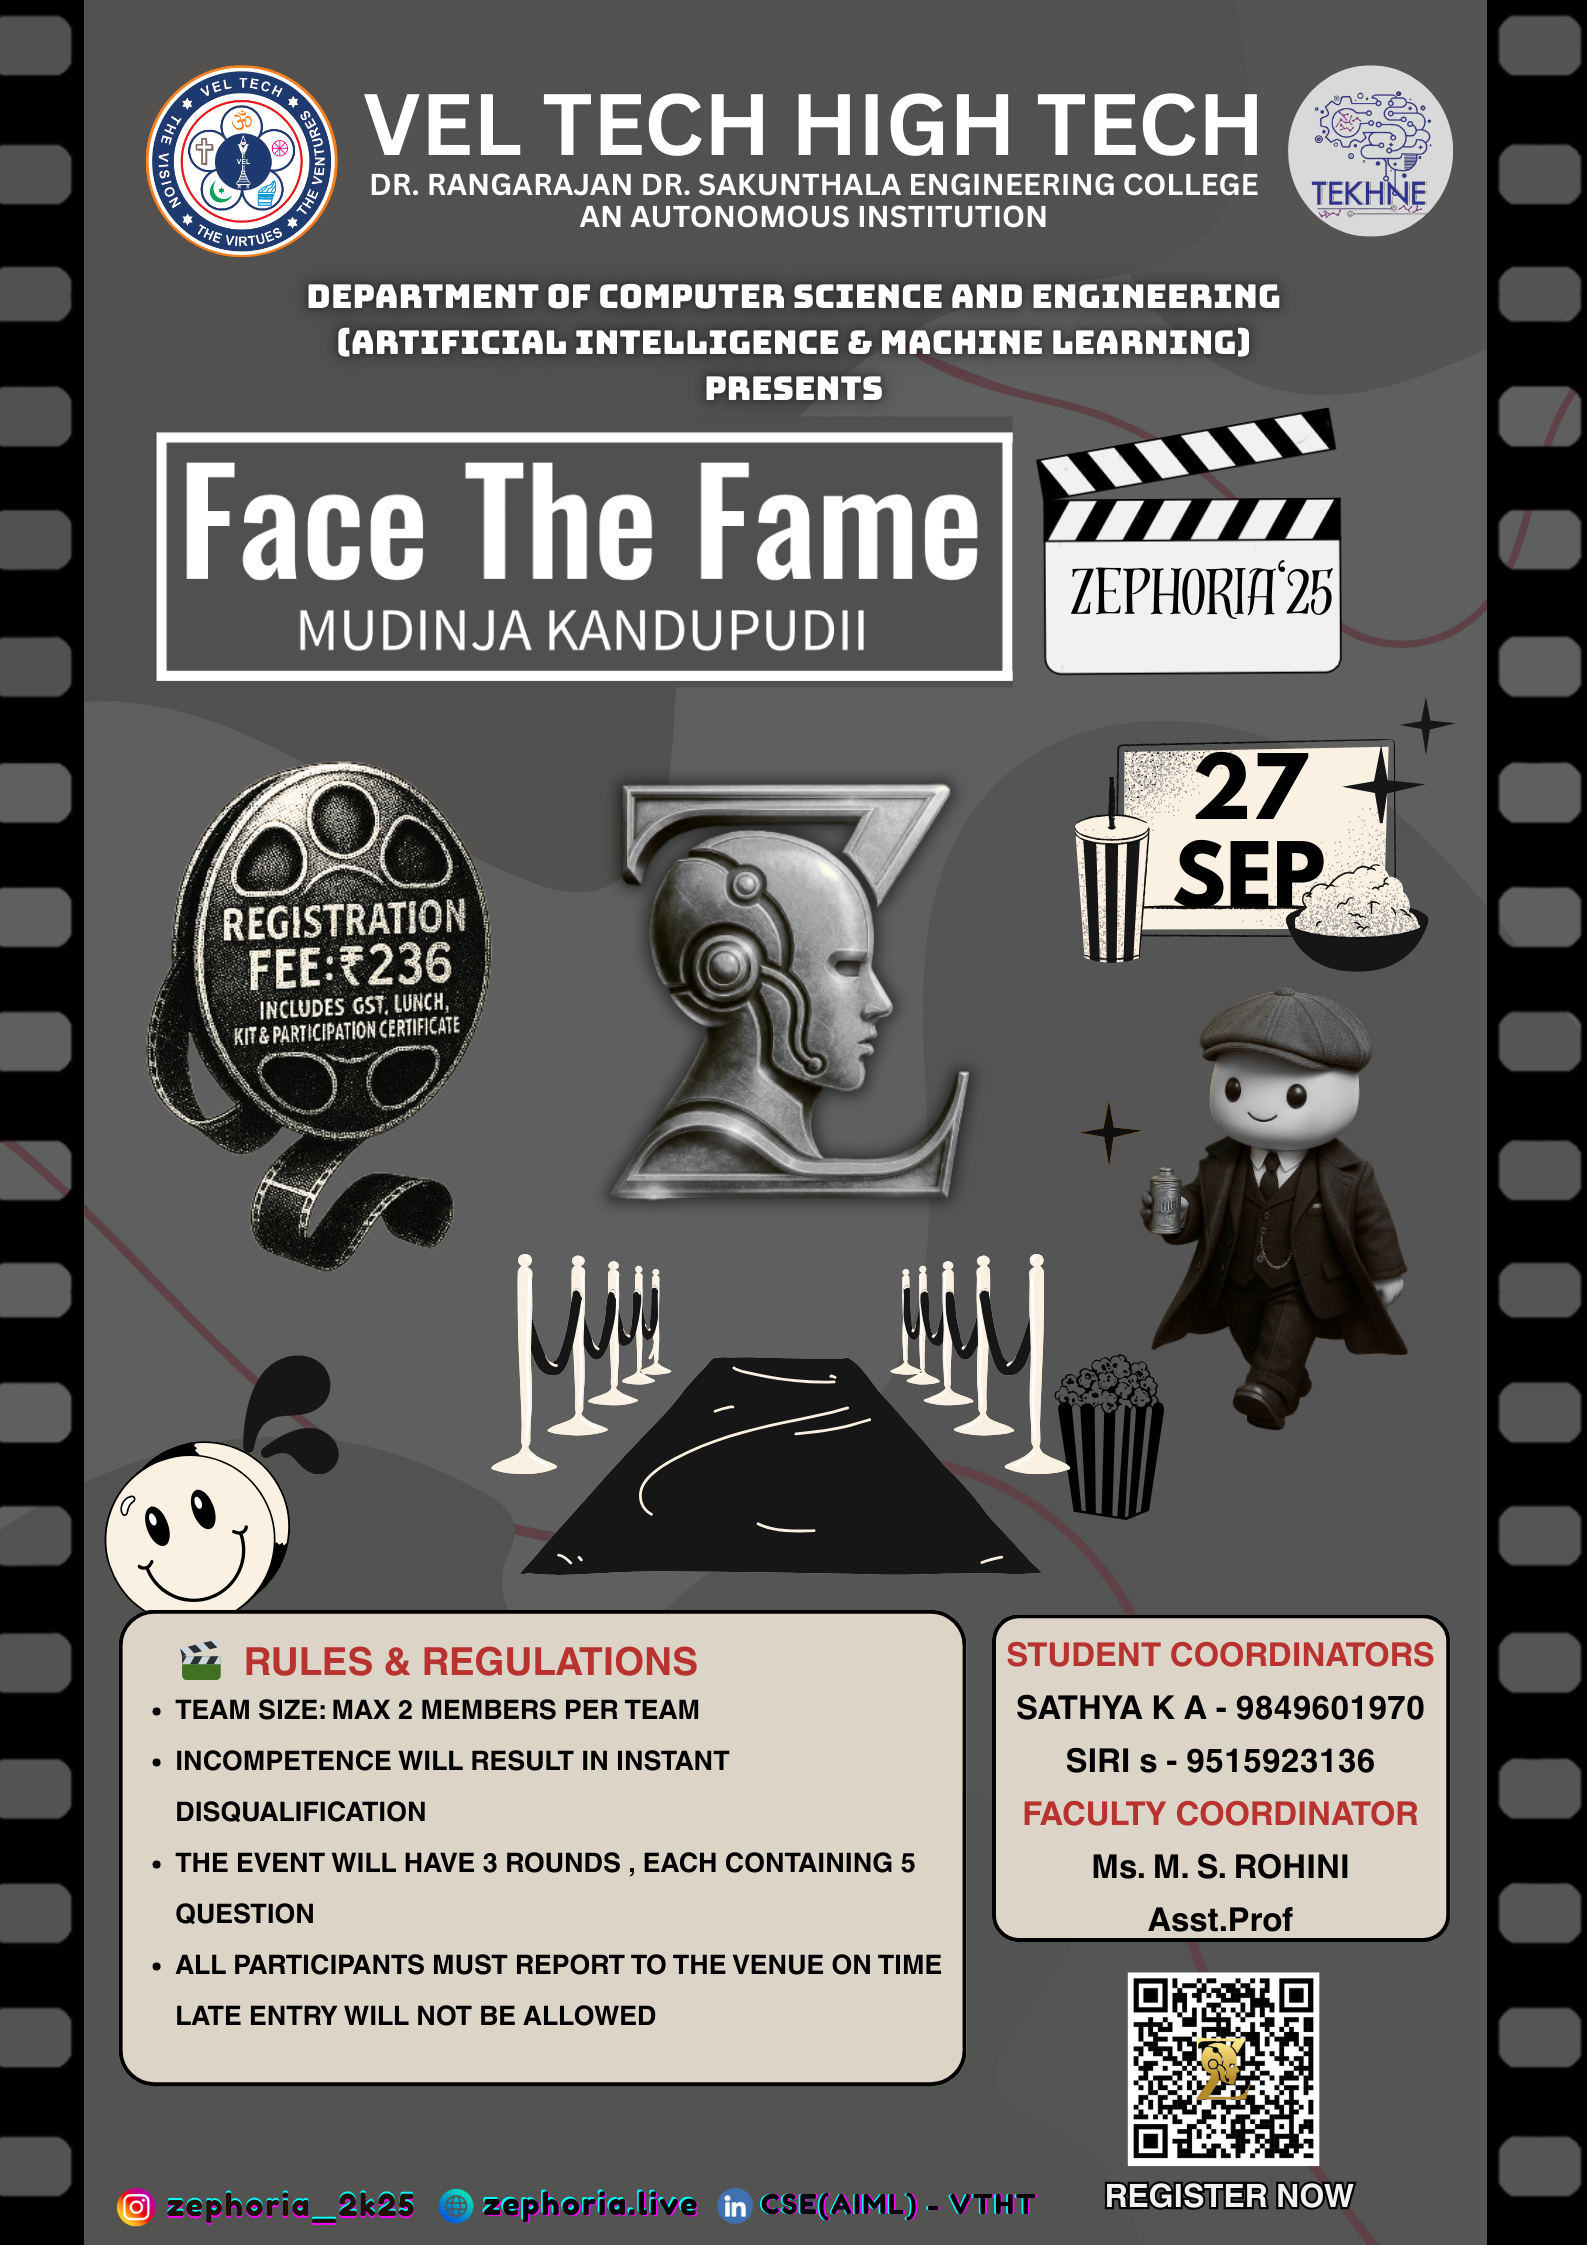 VEL TECH
THE VISION
THE VENTURES
THE VIRTUES
VEL
VEL TECH HIGH TECH
DR. RANGARAJAN DR. SAKUNTHALA ENGINEERING COLLEGE
AN AUTONOMOUS INSTITUTION
TEKHNE
DEPARTMENT OF COMPUTER SCIENCE AND ENGINEERING
(ARTIFICIAL INTELLIGENCE & MACHINE LEARNING)
PRESENTS
Face The Fame
MUDINJA KANDUPUDII
ZEPHORIA'25
27
SEP
REGISTRATION
FEE:₹236
INCLUDES GST, LUNCH,
KIT & PARTICIPATION CERTIFICATE
RULES & REGULATIONS
• TEAM SIZE: MAX 2 MEMBERS PER TEAM
• INCOMPETENCE WILL RESULT IN INSTANT
DISQUALIFICATION
• THE EVENT WILL HAVE 3 ROUNDS , EACH CONTAINING 5
QUESTION
• ALL PARTICIPANTS MUST REPORT TO THE VENUE ON TIME
LATE ENTRY WILL NOT BE ALLOWED
STUDENT COORDINATORS
SATHYA K A - 9849601970
SIRI s - 9515923136
FACULTY COORDINATOR
Ms. M. S. ROHINI
Asst.Prof
REGISTER NOW
zephoria_2k25
zephoria.live
in CSE(AIML) - VTHT